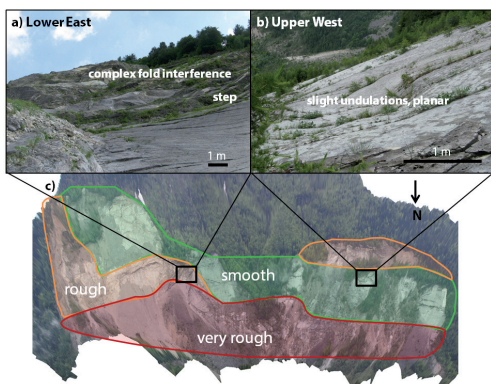 a) Lower East
complex fold interference
step
1 m
b) Upper West
slight undulations, planar
1 m
c)
N
smooth
rough
very rough